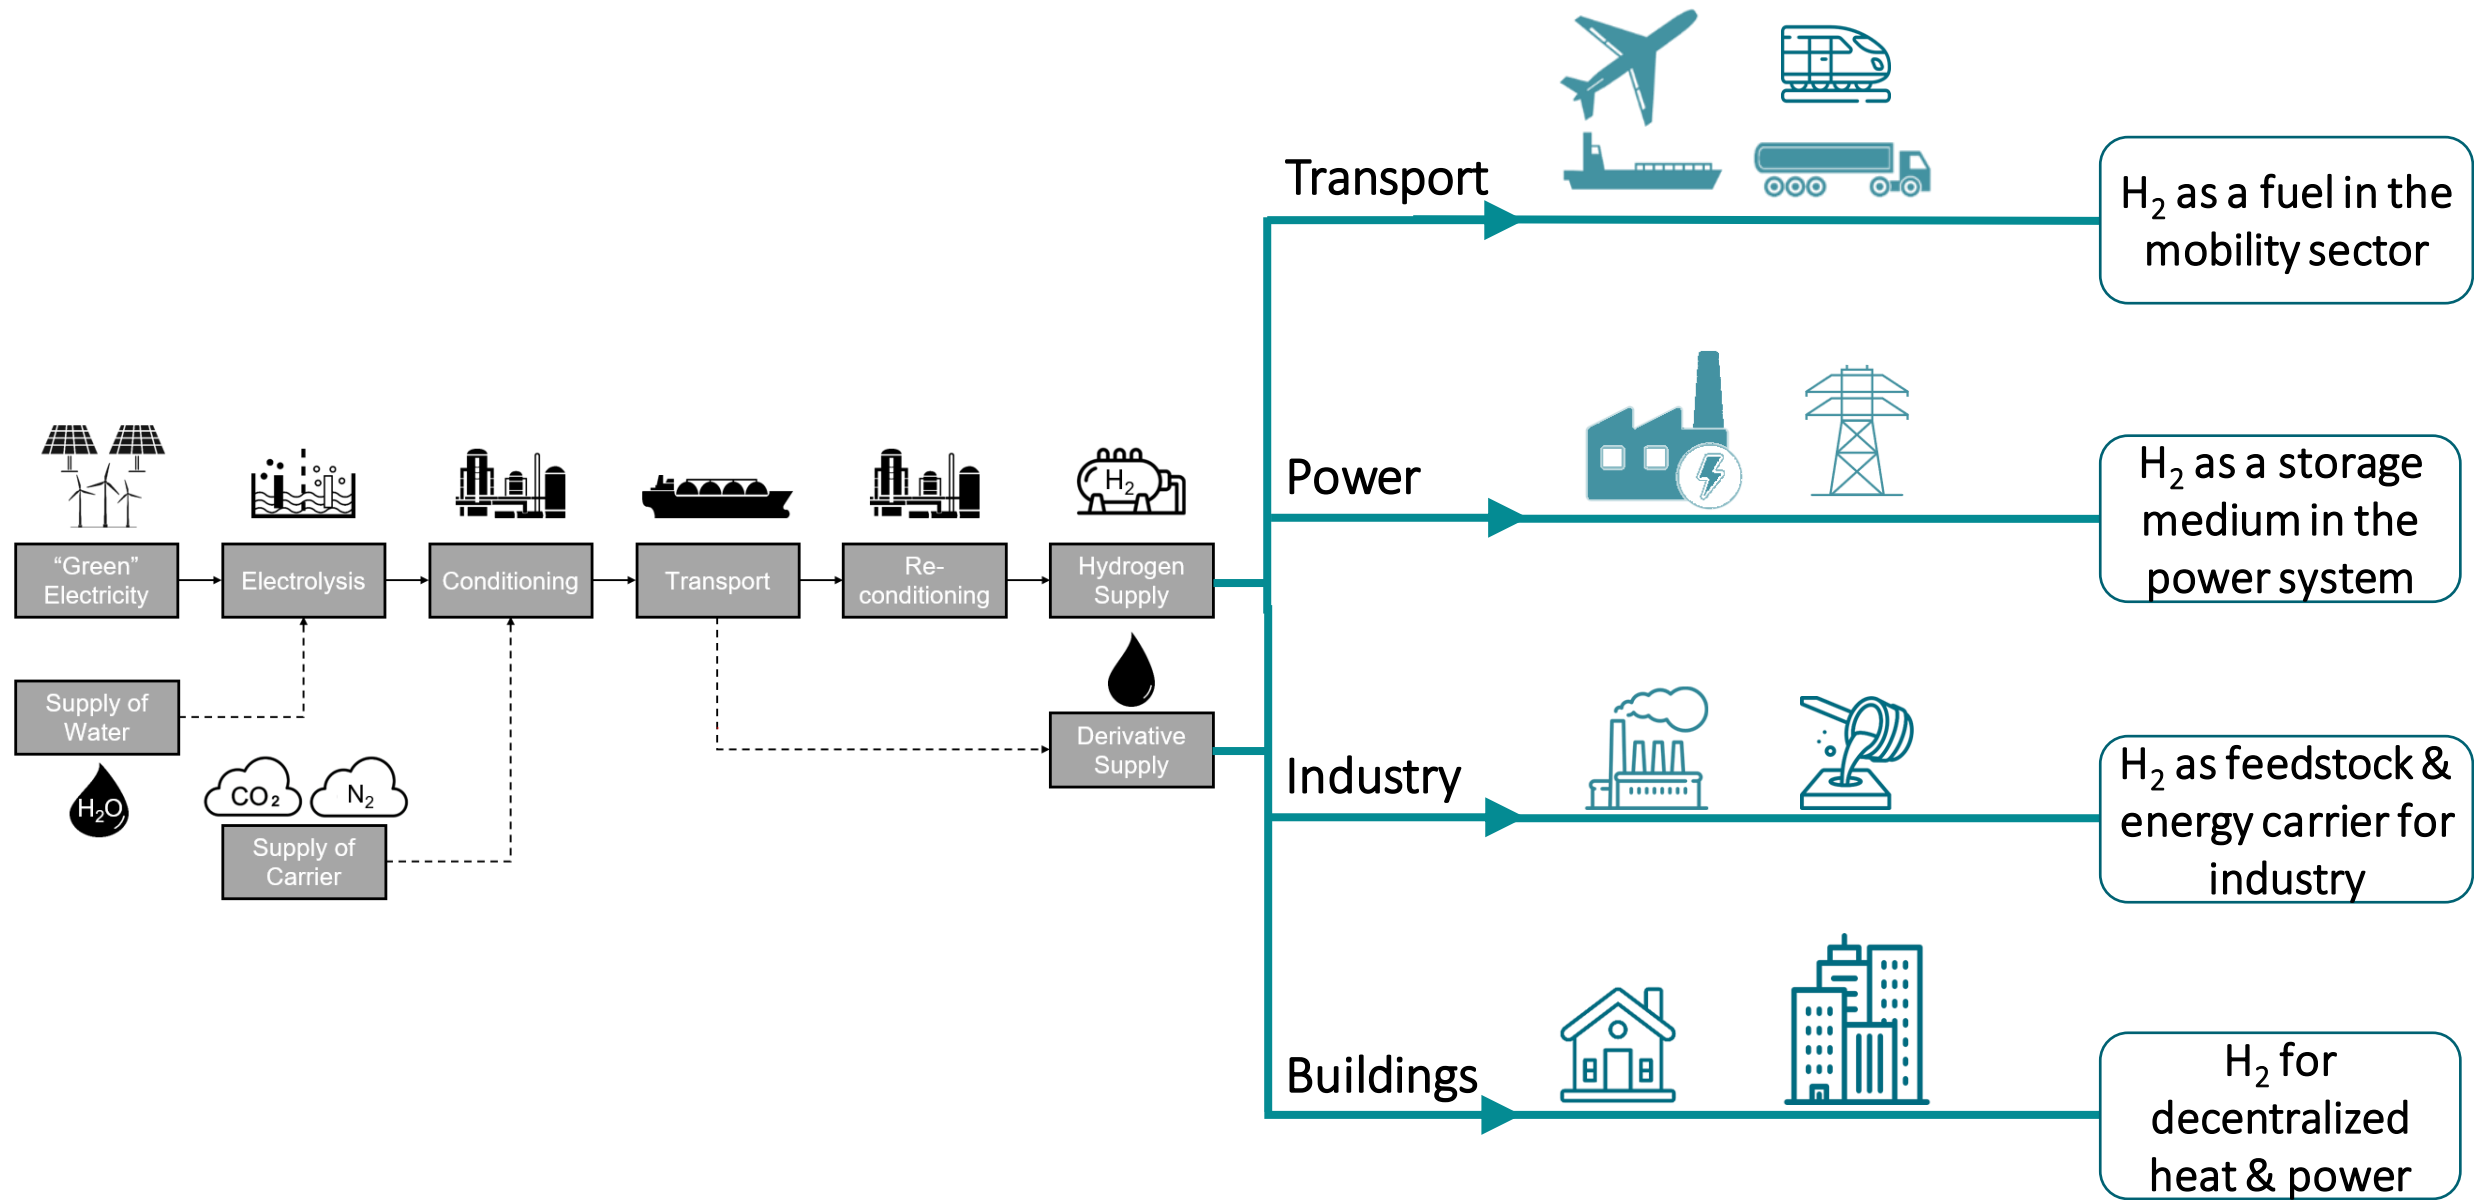 Transport
H₂ as a fuel in the
mobility sector
Power
H₂ as a storage
medium in the
power system
“Green”
Electricity
Electrolysis
Conditioning
Transport
Re-
conditioning
H₂
Hydrogen
Supply
Supply of
Water
H₂O
CO₂
N₂
Supply of
Carrier
Derivative
Supply
Industry
H₂ as feedstock &
energy carrier for
industry
Buildings
H₂ for
decentralized
heat & power